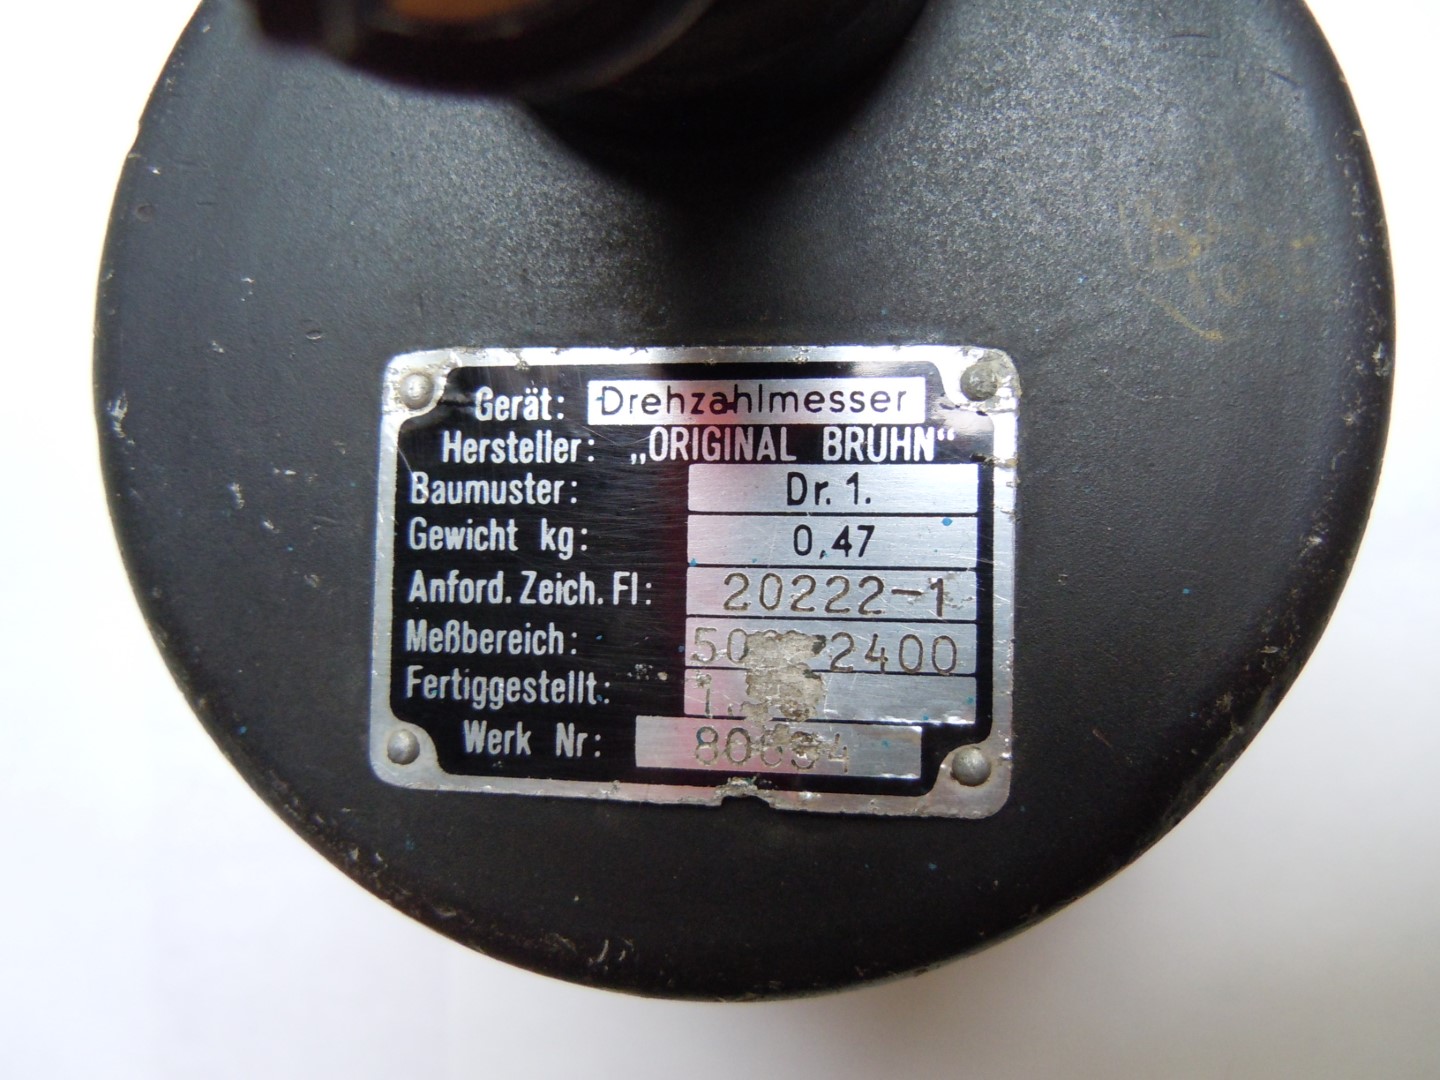 Gerät: Drehzahlmesser
Hersteller: „ORIGINAL BRUHN“
Baumuster: Dr. 1.
Gewicht kg: 0,47
Anford. Zeich. Fl: 20222-1
Meßbereich: 2400
Fertiggestellt:
Werk Nr: